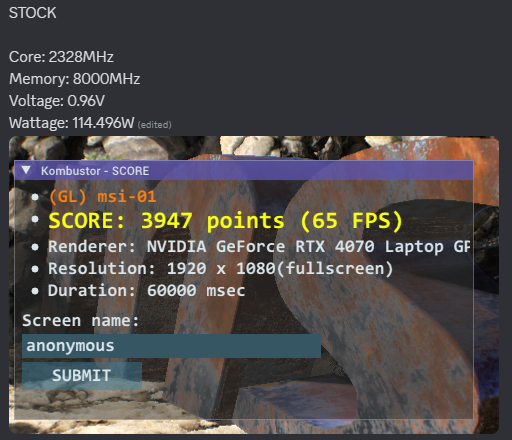 STOCK
Core: 2328MHz
Memory: 8000MHz
Voltage: 0.96V
Wattage: 114.496W (edited)
Kombustor - SCORE
(GL) msi-01
SCORE: 3947 points (65 FPS)
Renderer: NVIDIA GeForce RTX 4070 Laptop GP
Resolution: 1920 x 1080(fullscreen)
Duration: 60000 msec
Screen name:
anonymous
SUBMIT